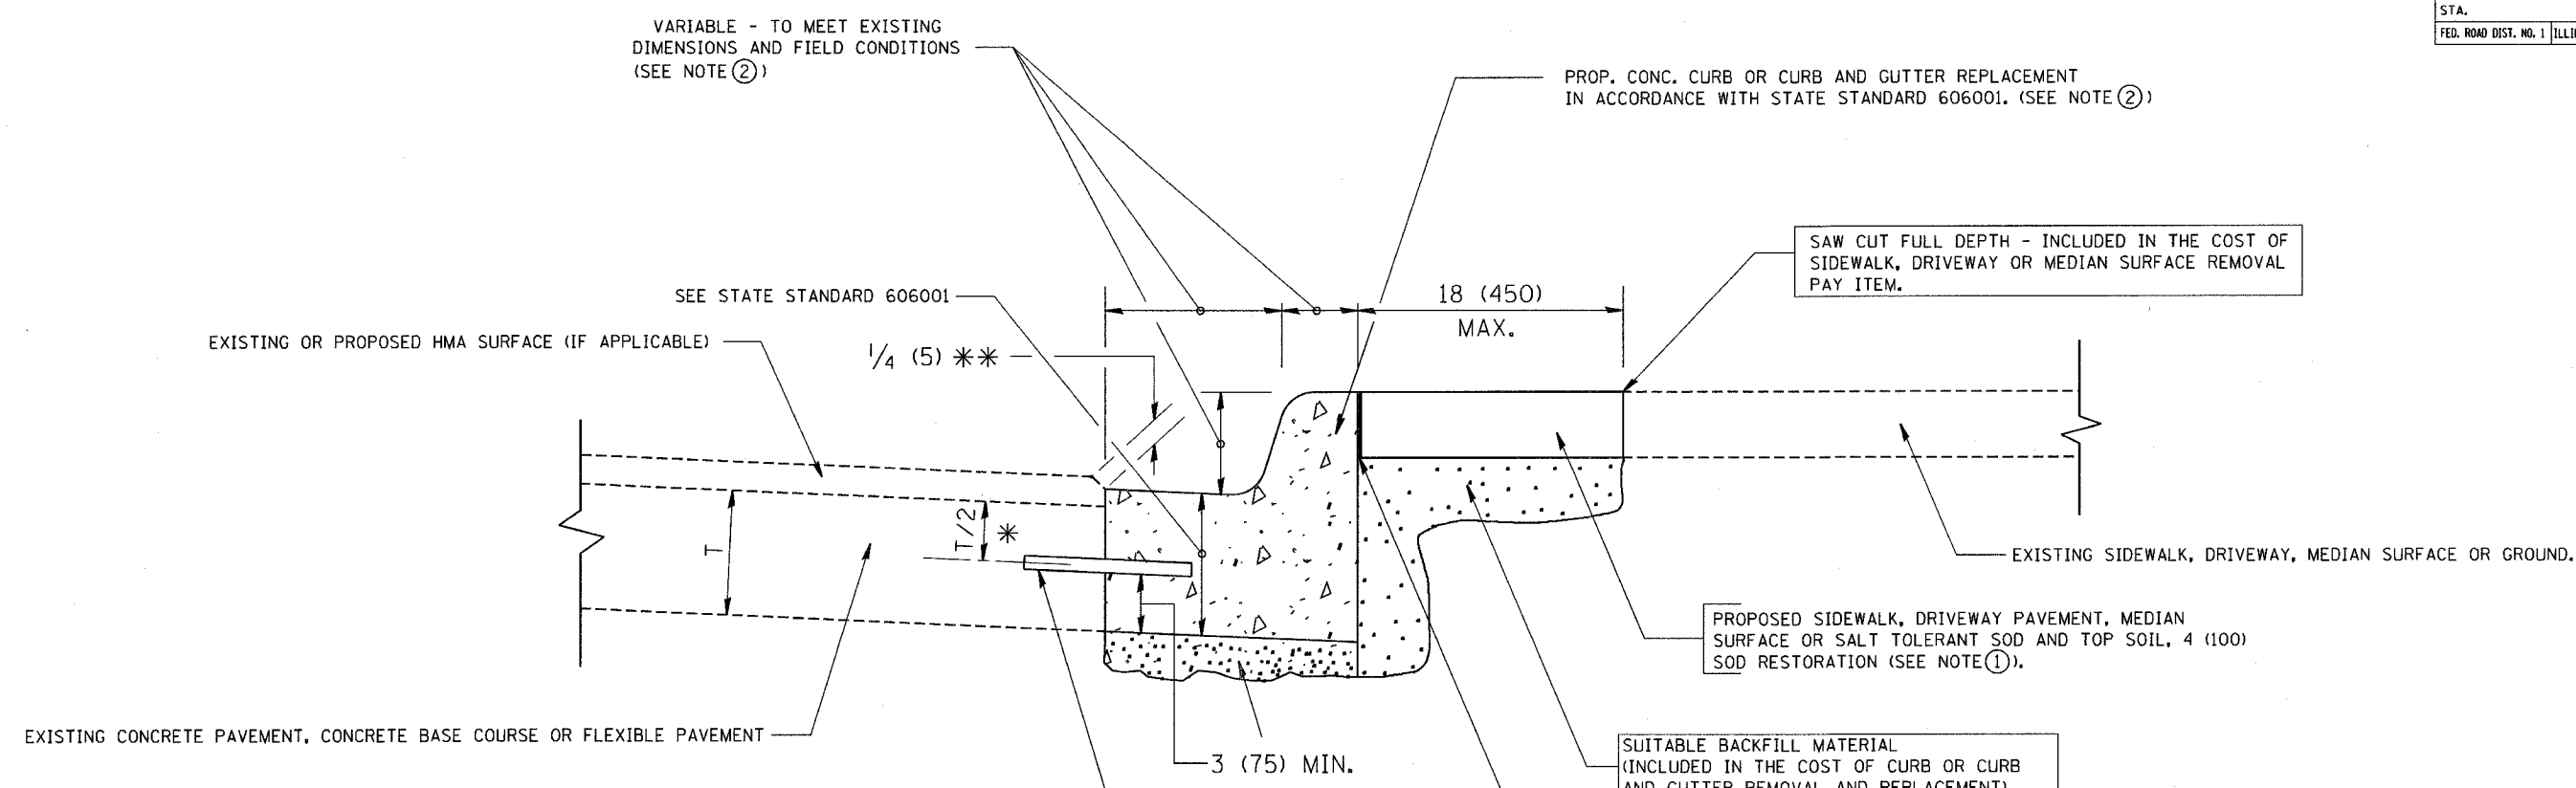 STA.
FED. ROAD DIST. NO. 1
VARIABLE - TO MEET EXISTING
DIMENSIONS AND FIELD CONDITIONS
(SEE NOTE ②)
PROP. CONC. CURB OR CURB AND GUTTER REPLACEMENT
IN ACCORDANCE WITH STATE STANDARD 606001. (SEE NOTE ②)
SAW CUT FULL DEPTH - INCLUDED IN THE COST OF
SIDEWALK, DRIVEWAY OR MEDIAN SURFACE REMOVAL
PAY ITEM.
SEE STATE STANDARD 606001
18 (450)
MAX.
EXISTING OR PROPOSED HMA SURFACE (IF APPLICABLE)
1/4 (5) **
T
T/2 *
EXISTING SIDEWALK, DRIVEWAY, MEDIAN SURFACE OR GROUND.
PROPOSED SIDEWALK, DRIVEWAY PAVEMENT, MEDIAN
SURFACE OR SALT TOLERANT SOD AND TOP SOIL, 4 (100)
SOD RESTORATION (SEE NOTE ①).
EXISTING CONCRETE PAVEMENT, CONCRETE BASE COURSE OR FLEXIBLE PAVEMENT
3 (75) MIN.
SUITABLE BACKFILL MATERIAL
(INCLUDED IN THE COST OF CURB OR CURB
AND GUTTER REMOVAL AND REPLACEMENT)